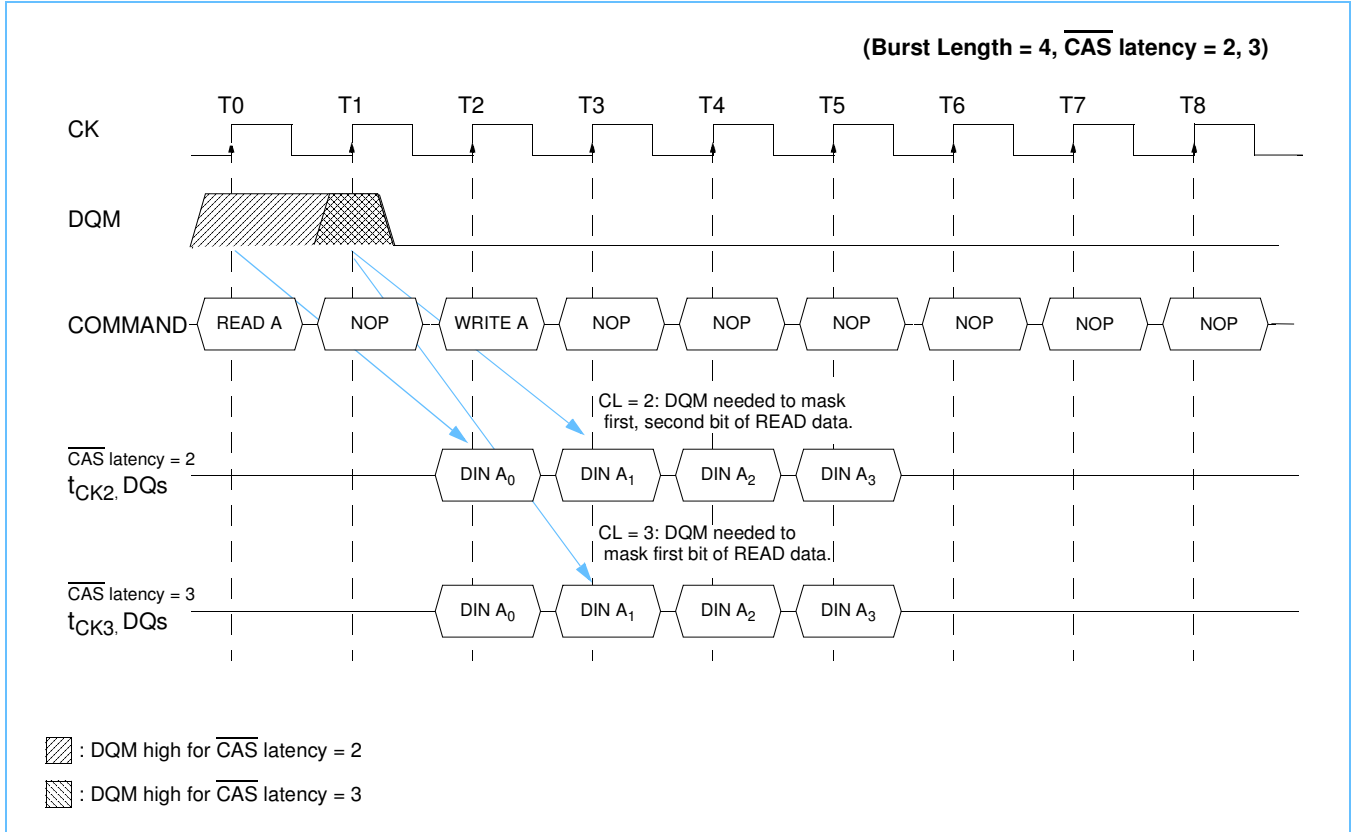 (Burst Length = 4, CAS latency = 2, 3)
T0 T1 T2 T3 T4 T5 T6 T7 T8
CK
DQM
COMMAND READ A NOP WRITE A NOP NOP NOP NOP NOP NOP
CL = 2: DQM needed to mask
first, second bit of READ data.
CAS latency = 2
tCK2, DQs
DIN A0 DIN A1 DIN A2 DIN A3
CL = 3: DQM needed to
mask first bit of READ data.
CAS latency = 3
tCK3, DQs
DIN A0 DIN A1 DIN A2 DIN A3
: DQM high for CAS latency = 2
: DQM high for CAS latency = 3